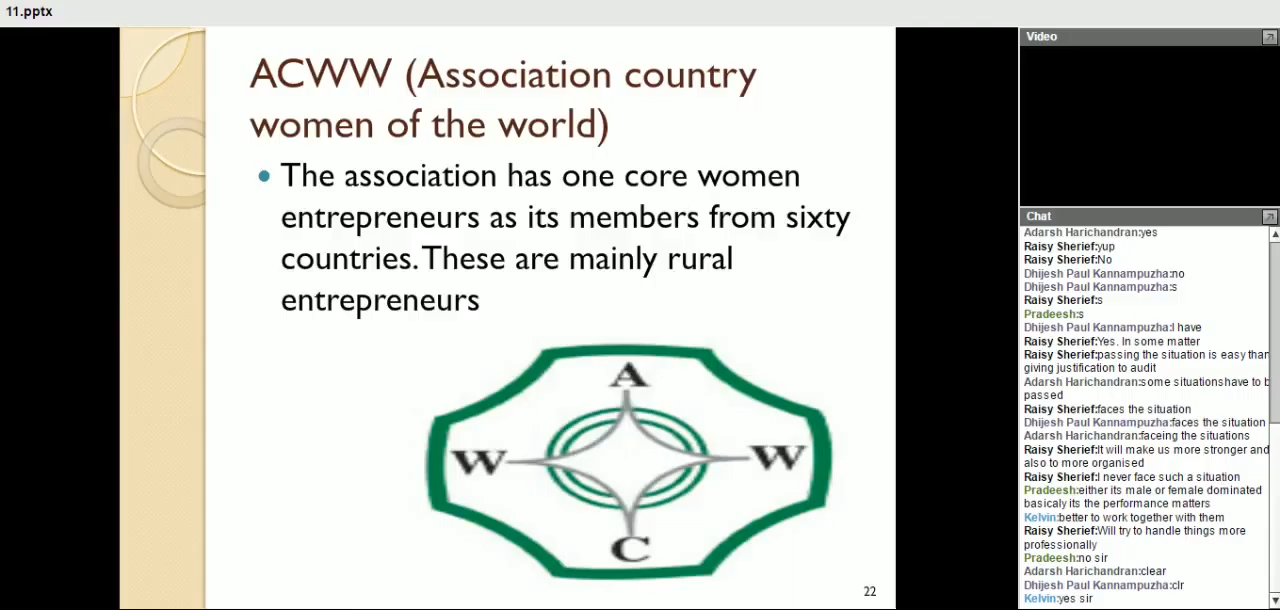 11.pptx
ACWW (Association country
women of the world)
• The association has one core women
entrepreneurs as its members from sixty
countries. These are mainly rural
entrepreneurs
A
W W
C
22
Video
Chat
Adarsh Harichandran:yes
Raisy Sherief:yup
Raisy Sherief:No
Dhijesh Paul Kannampuzha:no
Dhijesh Paul Kannampuzha:s
Raisy Sherief:s
Pradeesh:s
Dhijesh Paul Kannampuzha:I have
Raisy Sherief:Yes. In some matter
Raisy Sherief:passing the situation is easy than
giving justification to audit
Adarsh Harichandran:some situationshave to b
passed
Raisy Sherief:faces the situation
Dhijesh Paul Kannampuzha:faces the situation
Adarsh Harichandran:faceing the situations
Raisy Sherief:It will make us more stronger and
also to more organised
Raisy Sherief:I never face such a situation
Pradeesh:either its male or female dominated
basicaly its the performance matters
Kelvin:better to work together with them
Raisy Sherief:Will try to handle things more
professionally
Pradeesh:no sir
Adarsh Harichandran:clear
Dhijesh Paul Kannampuzha:clr
Kelvin:yes sir